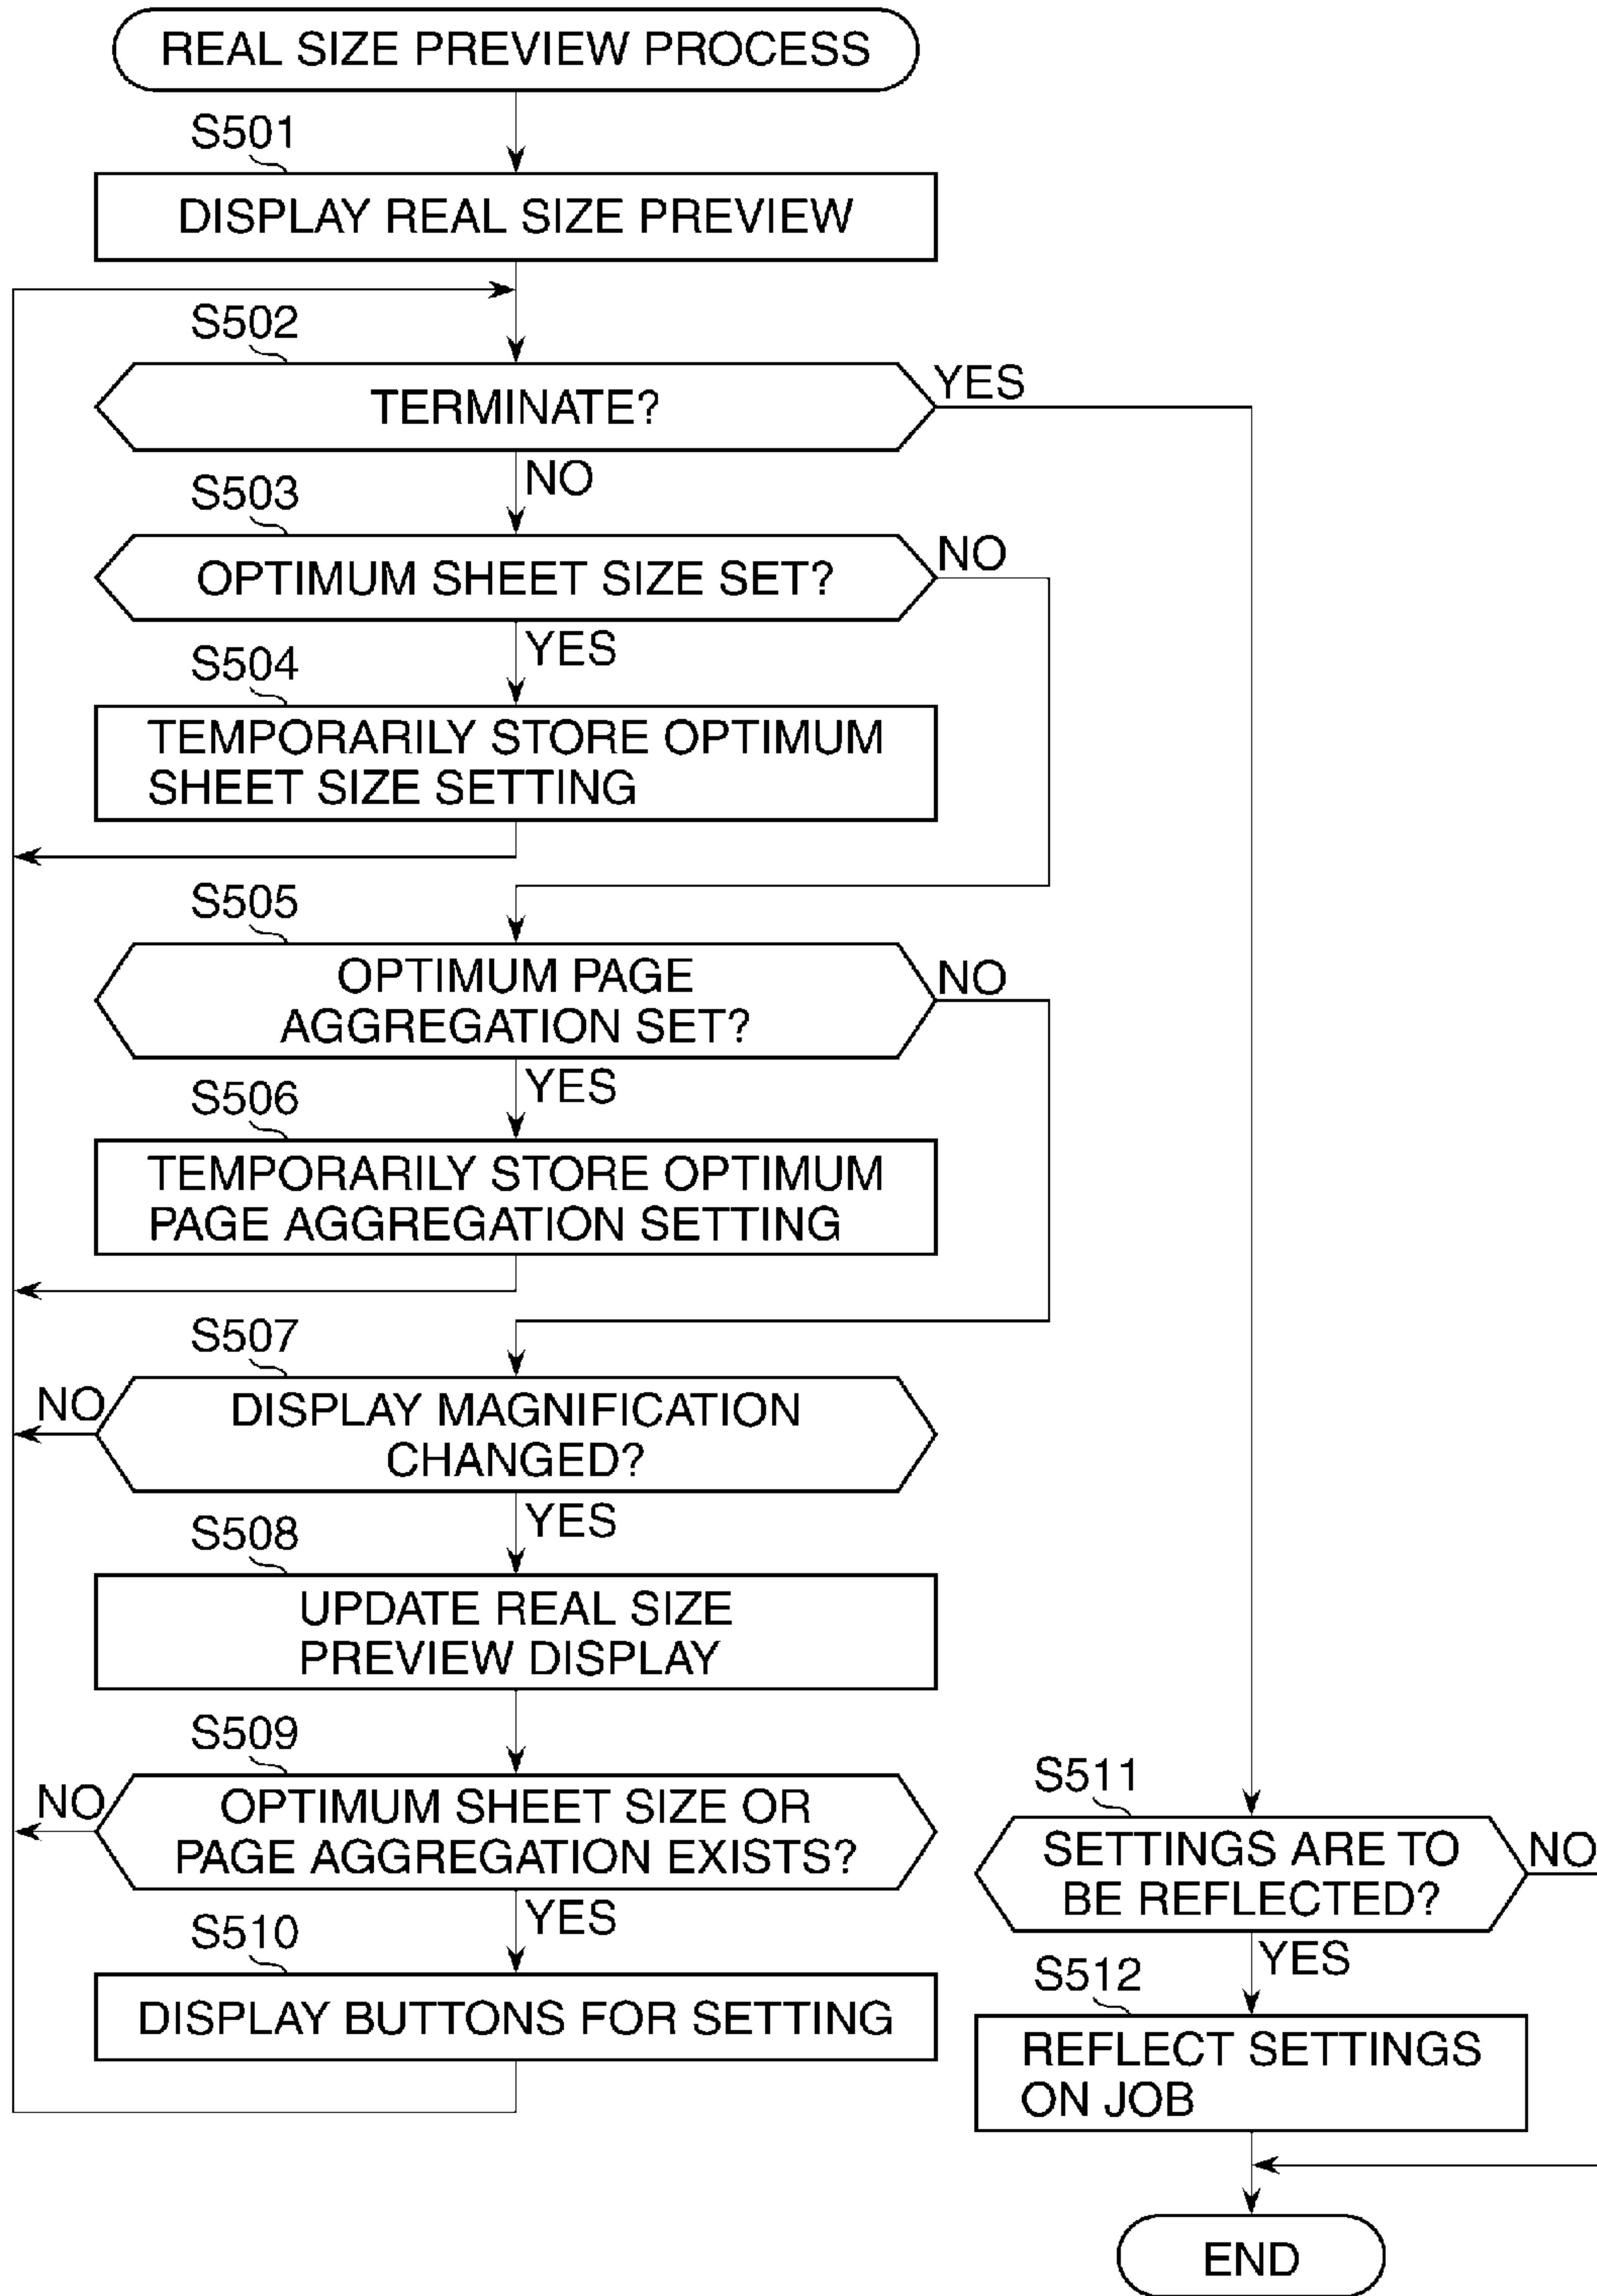 REAL SIZE PREVIEW PROCESS
S501
DISPLAY REAL SIZE PREVIEW
S502
TERMINATE?
YES
NO
S503
OPTIMUM SHEET SIZE SET?
NO
YES
S504
TEMPORARILY STORE OPTIMUM
SHEET SIZE SETTING
S505
OPTIMUM PAGE
AGGREGATION SET?
NO
YES
S506
TEMPORARILY STORE OPTIMUM
PAGE AGGREGATION SETTING
S507
NO
DISPLAY MAGNIFICATION
CHANGED?
YES
S508
UPDATE REAL SIZE
PREVIEW DISPLAY
S509
NO
OPTIMUM SHEET SIZE OR
PAGE AGGREGATION EXISTS?
YES
S510
DISPLAY BUTTONS FOR SETTING
S511
SETTINGS ARE TO
BE REFLECTED?
NO
YES
S512
REFLECT SETTINGS
ON JOB
END